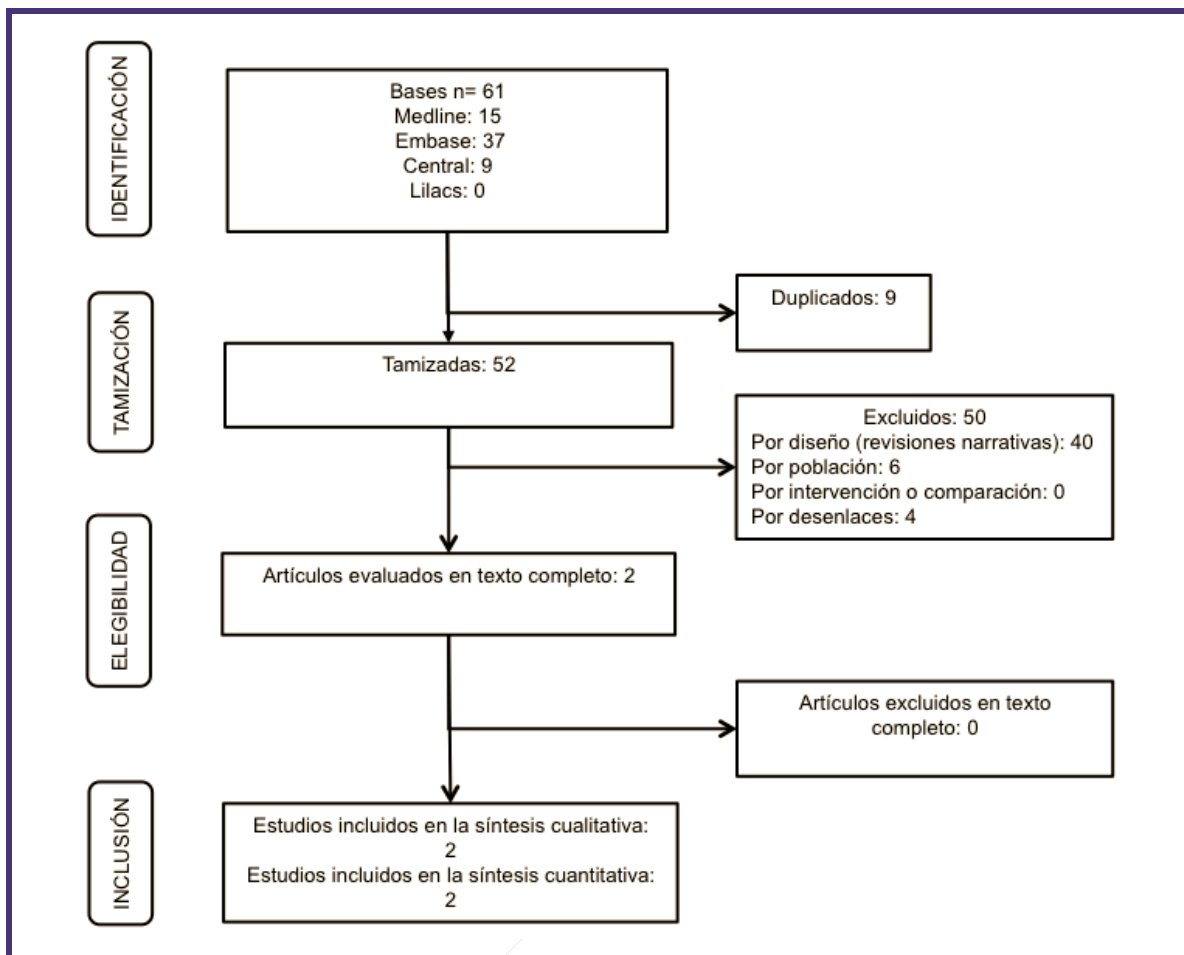 IDENTIFICACIÓN
Bases n= 61
Medline: 15
Embase: 37
Central: 9
Lilacs: 0
Duplicados: 9
TAMIZACIÓN
Tamizadas: 52
Excluidos: 50
Por diseño (revisiones narrativas): 40
Por población: 6
Por intervención o comparación: 0
Por desenlaces: 4
ELEGIBILIDAD
Artículos evaluados en texto completo: 2
Artículos excluidos en texto
completo: 0
INCLUSIÓN
Estudios incluidos en la síntesis cualitativa:
2
Estudios incluidos en la síntesis cuantitativa:
2